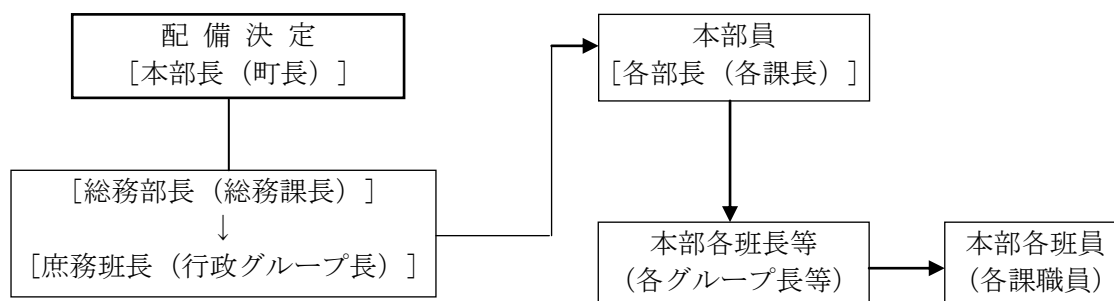 配 備 決 定
［本部長（町長）］
［総務部長（総務課長）］
↓
［庶務班長（行政グループ長）］
本部員
［各部長（各課長）］
本部各班長等
（各グループ長等）
本部各班員
（各課職員）